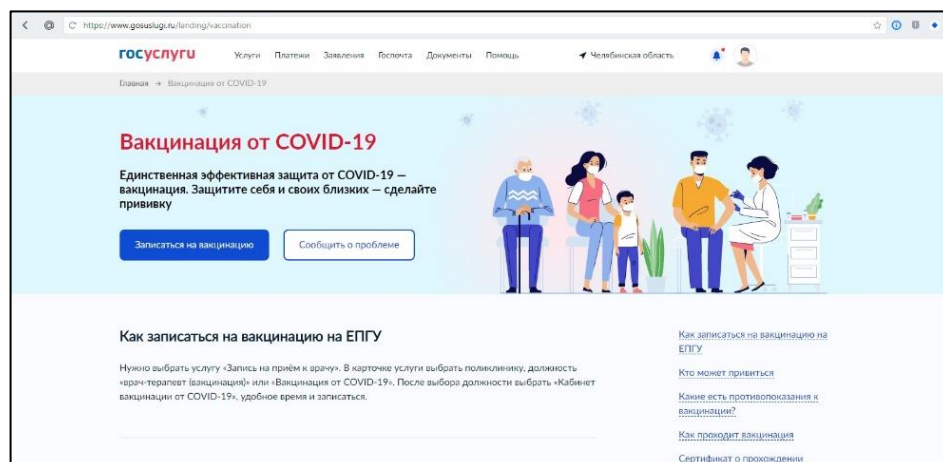 https://www.gosuslugi.ru/landing/vaccination
госуслуги Услуги Платежи Заявления Госпочта Документы Помощь Челябинская область
Главная → Вакцинация от COVID-19
Вакцинация от COVID-19
Единственная эффективная защита от COVID-19 —
вакцинация. Защитите себя и своих близких — сделайте
прививку
Записаться на вакцинацию Сообщить о проблеме
Как записаться на вакцинацию на ЕПГУ
Нужно выбрать услугу «Запись на приём к врачу». В карточке услуги выбрать поликлинику, должность
«врач-терапевт (вакцинация)» или «Вакцинация от COVID-19». После выбора должности выбрать «Кабинет
вакцинации от COVID-19», удобное время и записаться.
Как записаться на вакцинацию на
ЕПГУ
Кто может привиться
Какие есть противопоказания к
вакцинации?
Как проходит вакцинация
Сертификат о прохождении